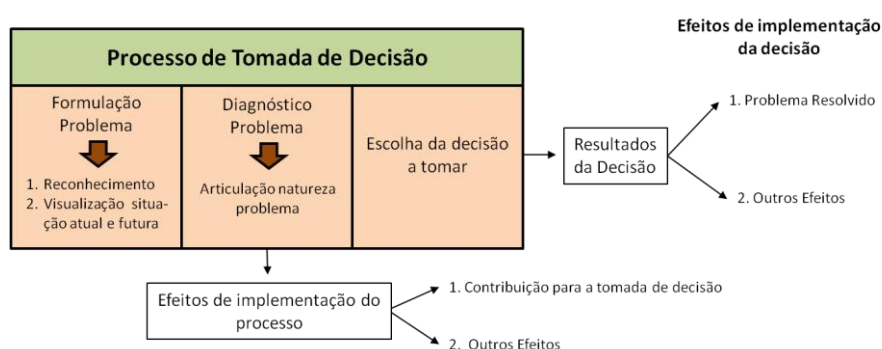 Efeitos de implementação
da decisão
Processo de Tomada de Decisão
Formulação
Problema
1. Reconhecimento
2. Visualização situa-
ção atual e futura
Diagnóstico
Problema
Articulação natureza
problema
Escolha da decisão
a tomar
Resultados
da Decisão
1. Problema Resolvido
2. Outros Efeitos
Efeitos de implementação do
processo
1. Contribuição para a tomada de decisão
2. Outros Efeitos